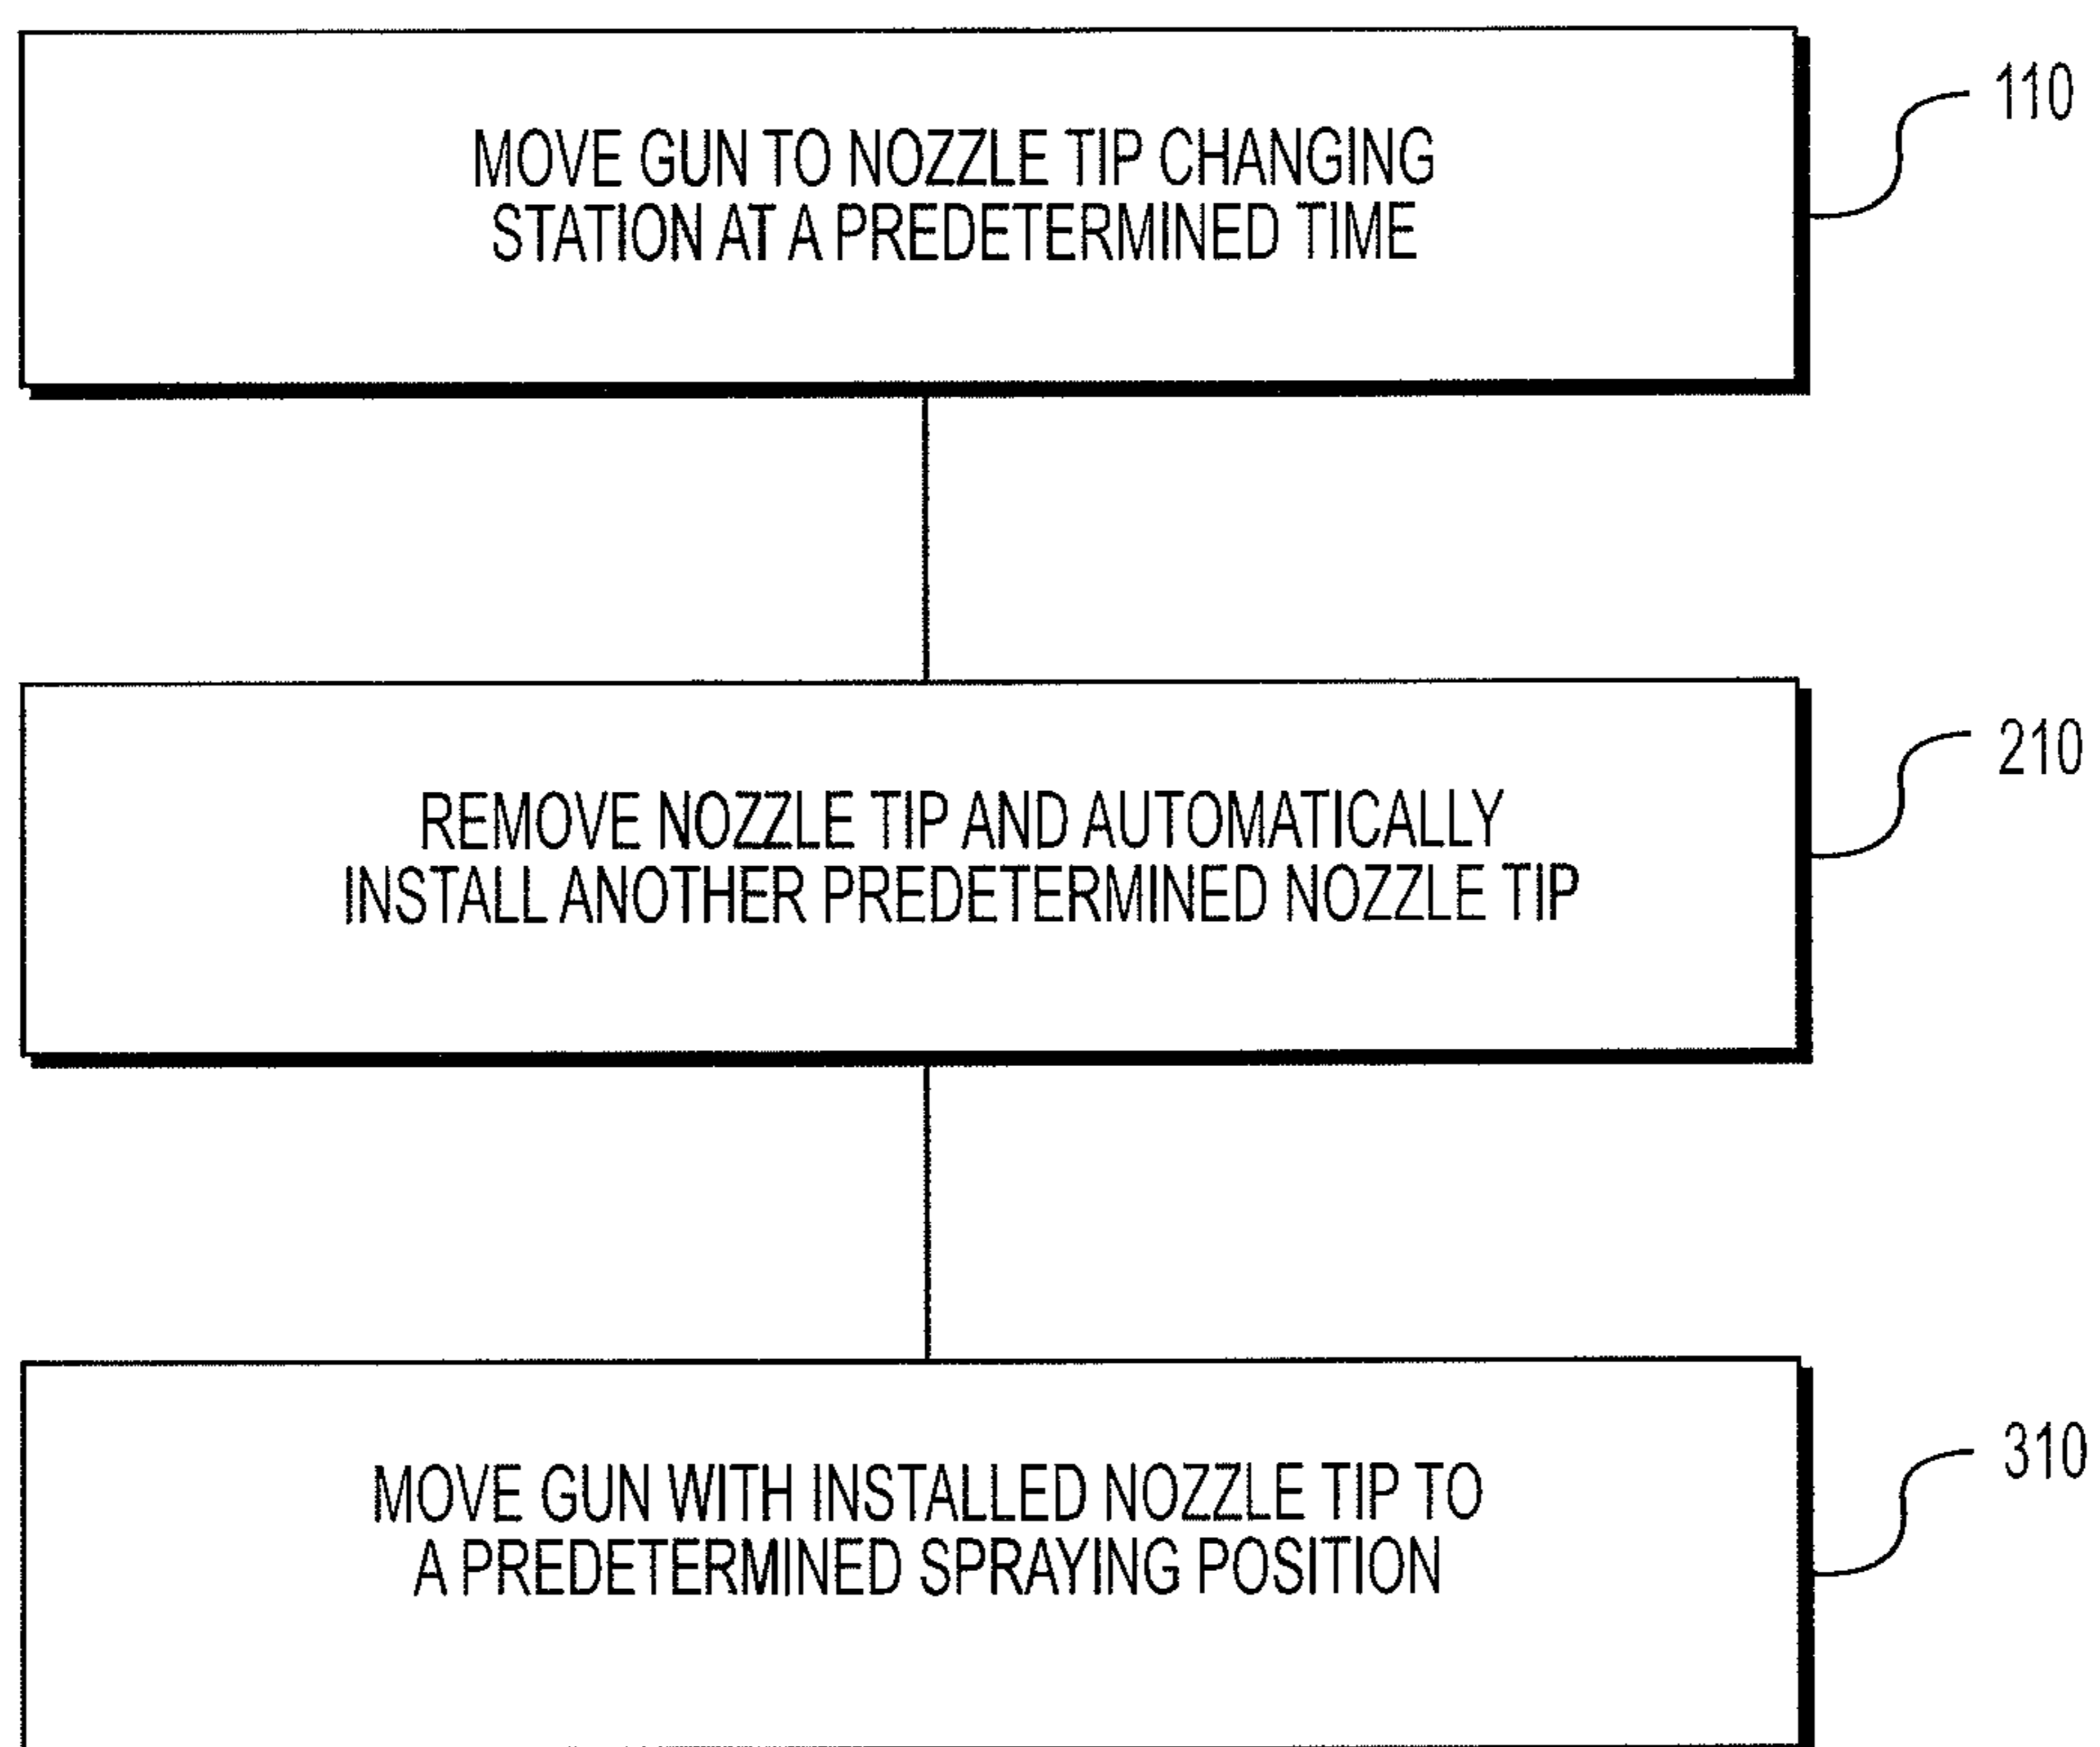 MOVE GUN TO NOZZLE TIP CHANGING
STATION AT A PREDETERMINED TIME
110
REMOVE NOZZLE TIP AND AUTOMATICALLY
INSTALL ANOTHER PREDETERMINED NOZZLE TIP
210
MOVE GUN WITH INSTALLED NOZZLE TIP TO
A PREDETERMINED SPRAYING POSITION
310